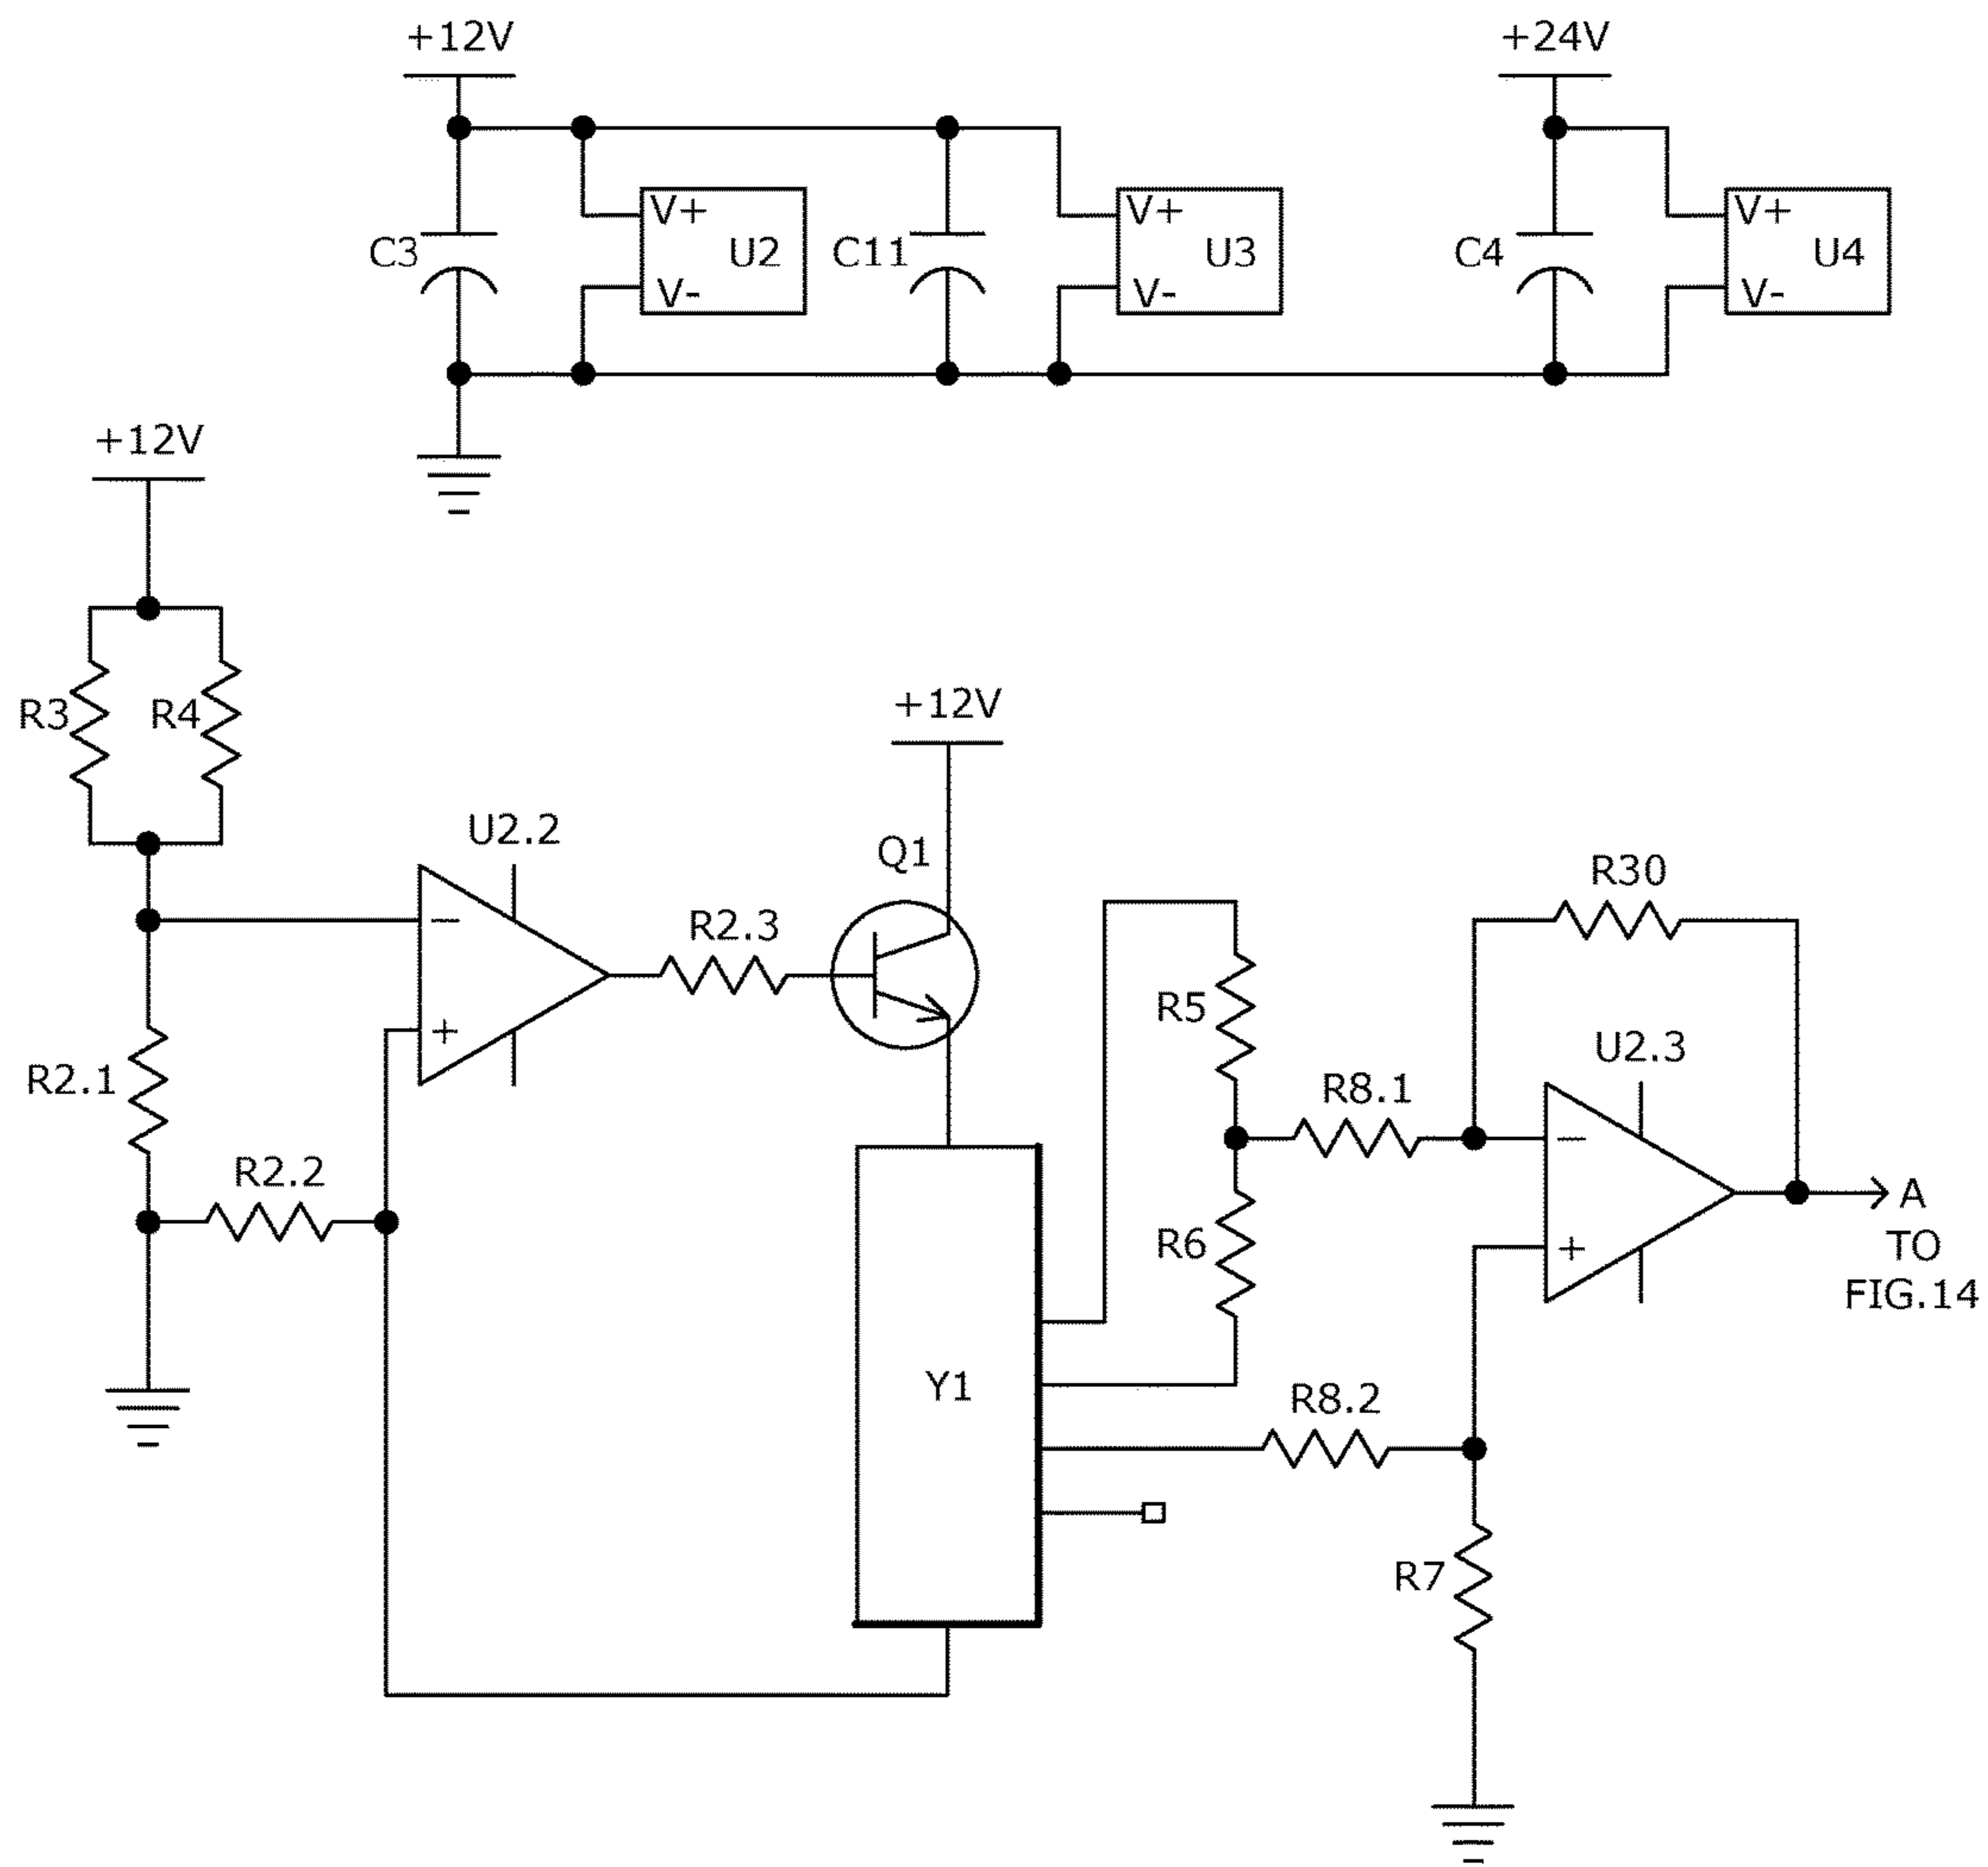 +12V
+24V
V+
C3
U2
V-
V+
C11
U3
V-
V+
C4
U4
V-
+12V
R3
R4
+12V
U2.2
Q1
R30
−
R2.3
R5
+
U2.3
R2.1
R8.1
−
R2.2
A
R6
+
TO
FIG.14
Y1
R8.2
R7